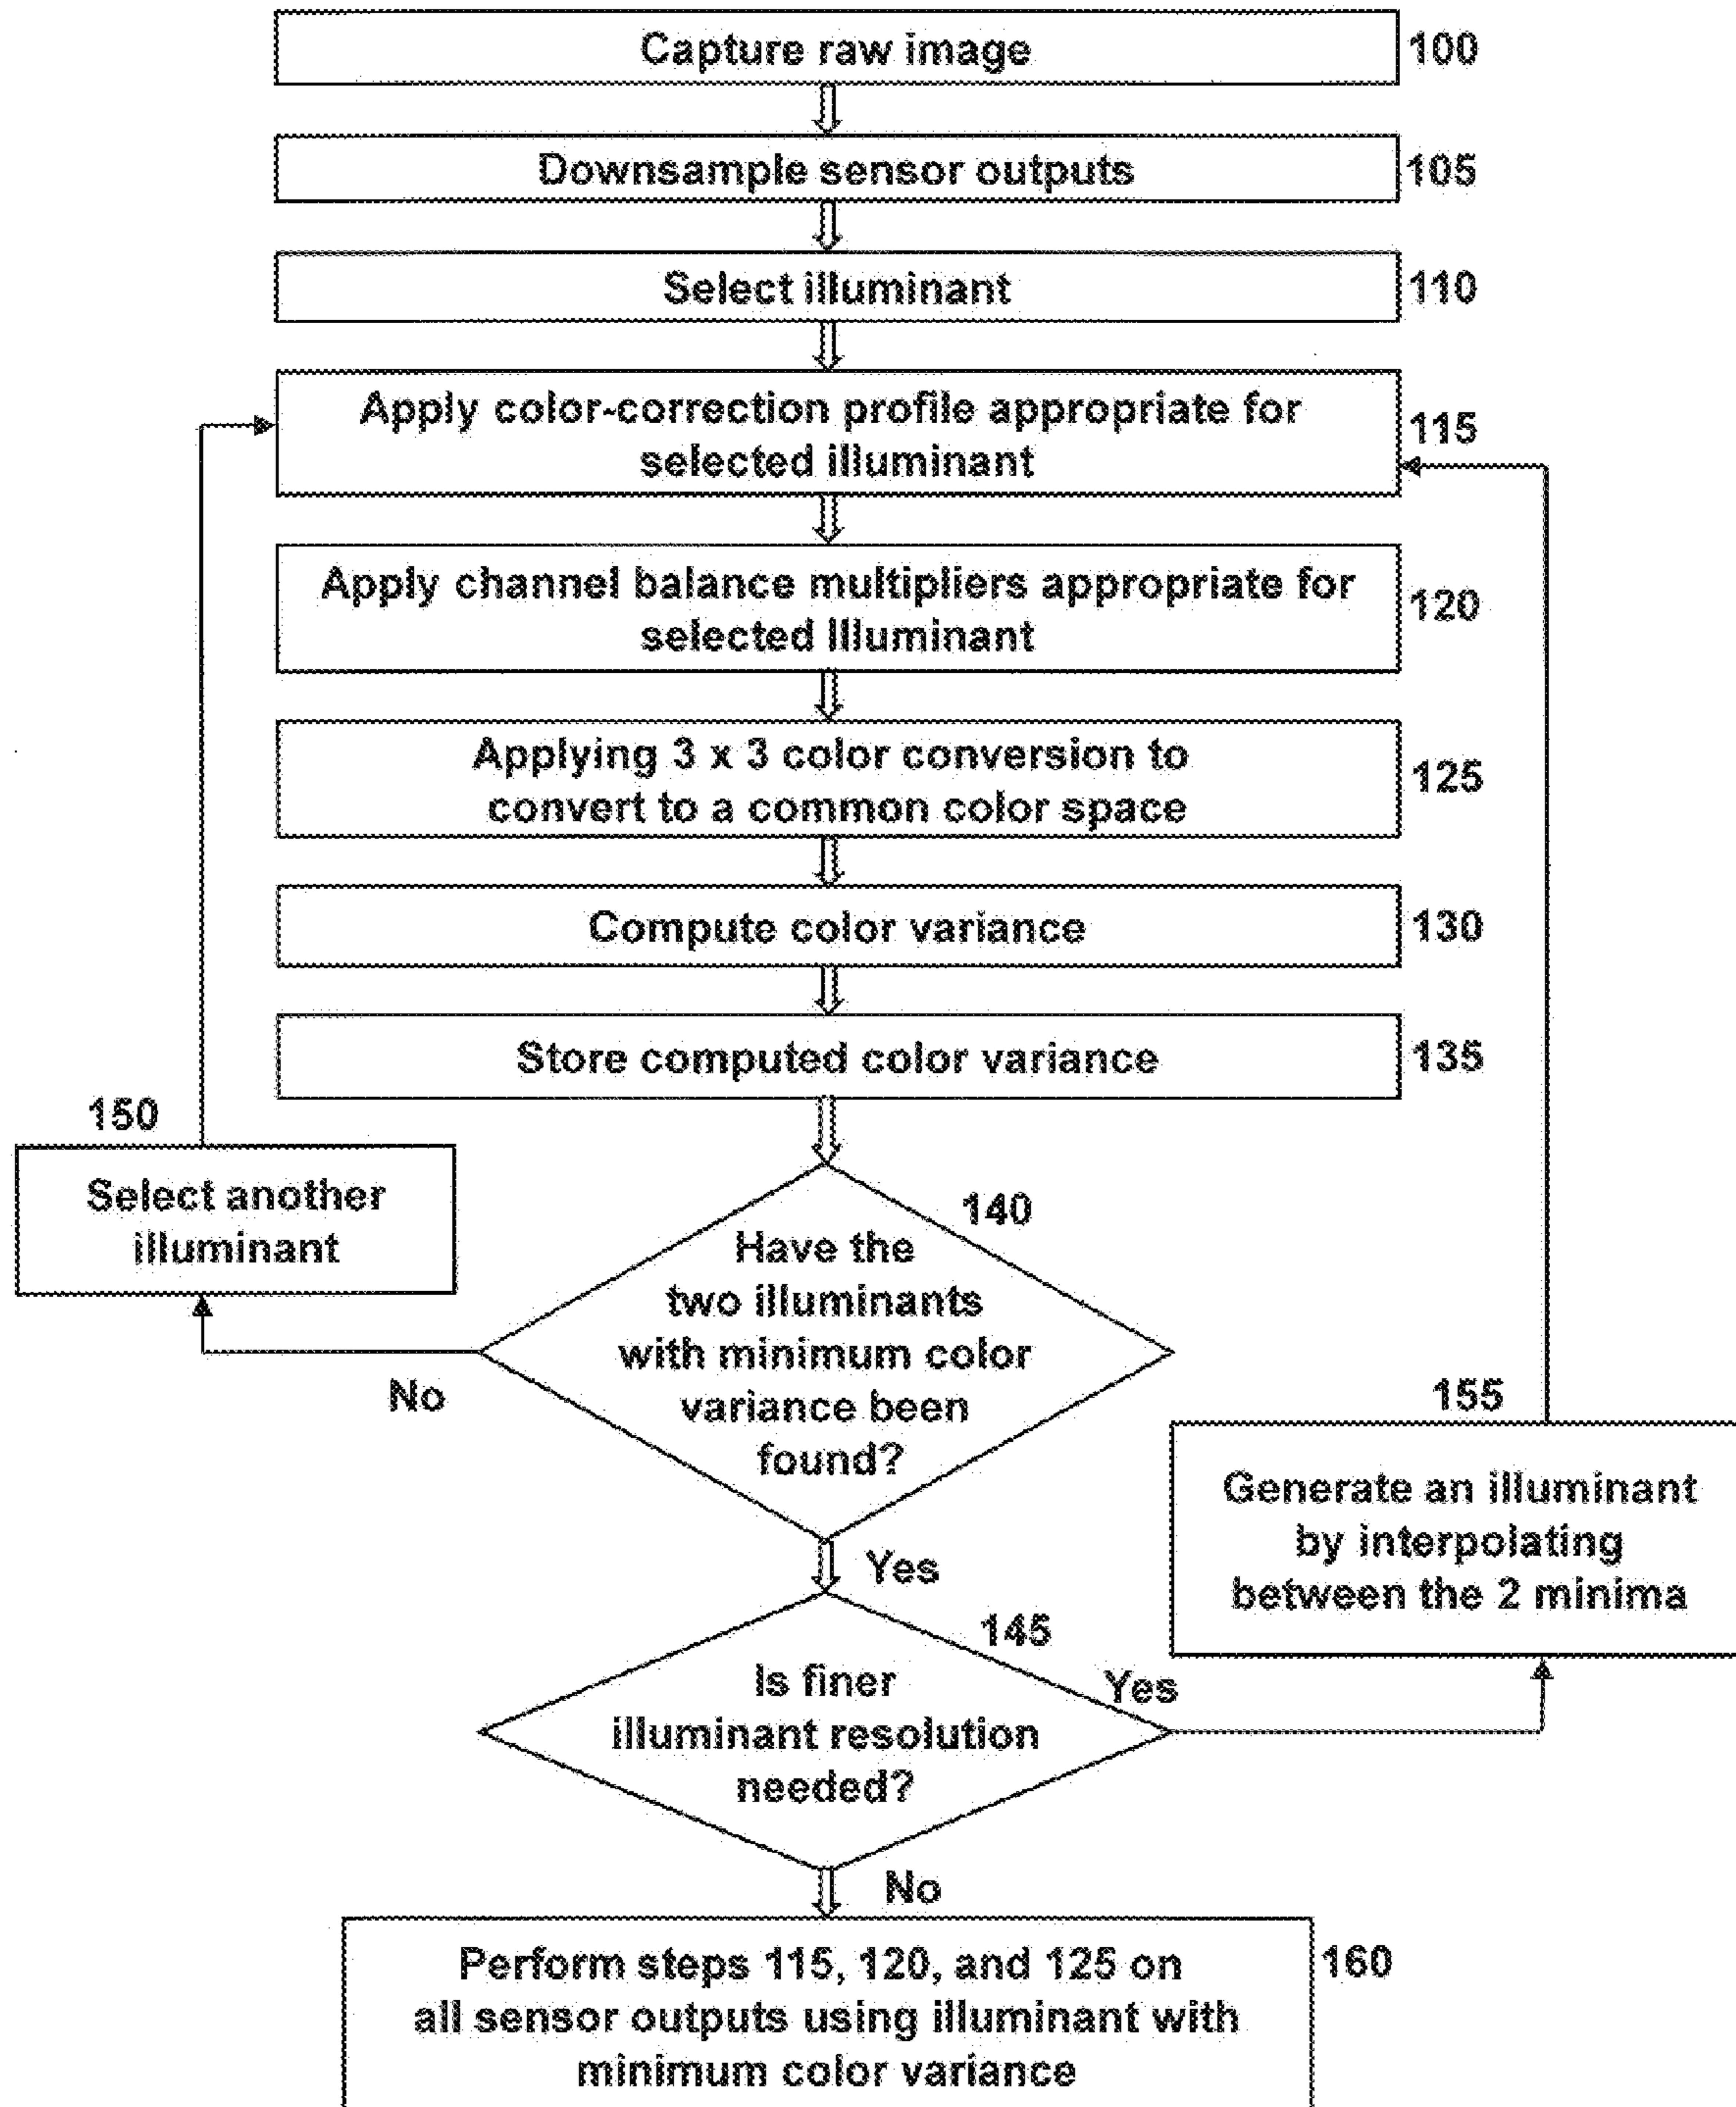 Capture raw image
100
Downsample sensor outputs
105
Select illuminant
110
Apply color-correction profile appropriate for
selected illuminant
115
Apply channel balance multipliers appropriate for
selected Illuminant
120
Applying 3 x 3 color conversion to
convert to a common color space
125
Compute color variance
130
Store computed color variance
135
150
Select another
illuminant
140
Have the
two illuminants
with minimum color
variance been
found?
No
Yes
155
Generate an illuminant
by interpolating
between the 2 minima
145
Is finer
illuminant resolution
needed?
Yes
No
Perform steps 115, 120, and 125 on
all sensor outputs using illuminant with
minimum color variance
160